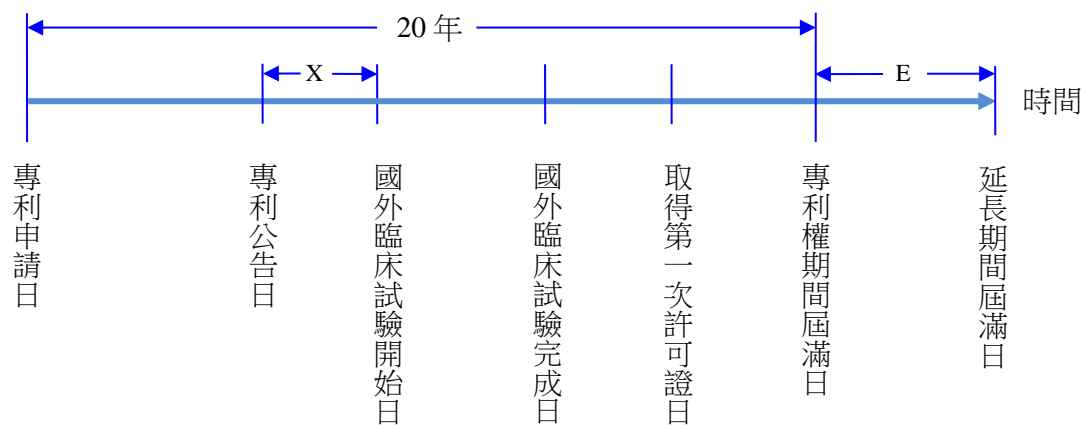 20 年
X
E
時間
專利申請日
專利公告日
國外臨床試驗開始日
國外臨床試驗完成日
取得第一次許可證日
專利權期間屆滿日
延長期間屆滿日